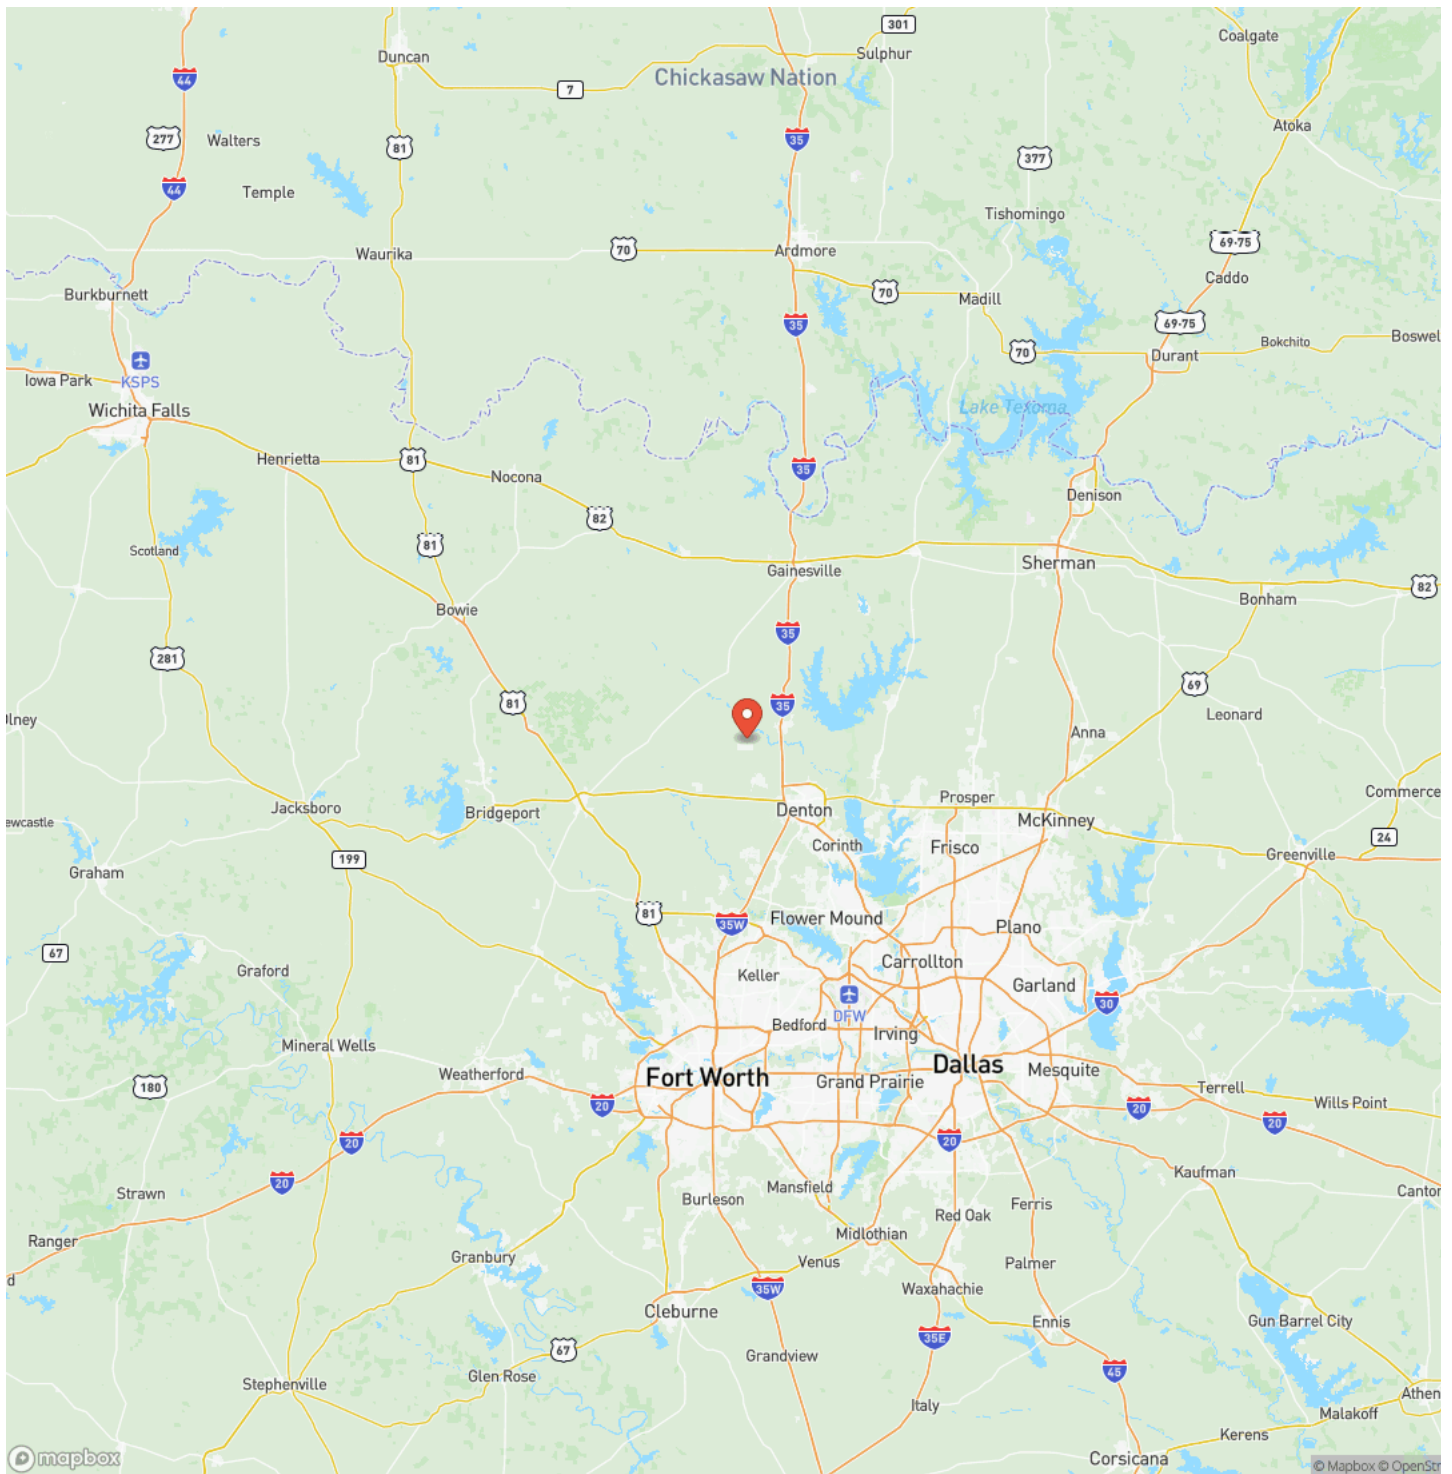 301
Coalgate
Duncan
Sulphur
44
Chickasaw Nation
7
Atoka
277
Walters
35
81
377
44
Temple
Tishomingo
69-75
Waurika
70
Ardmore
Caddo
Burkburnett
70
Madill
35
69-75
Bokchito
Boswel
KSPS
70
Durant
Iowa Park
Wichita Falls
Lake Texoma
Henrietta
81
35
Nocona
Denison
82
Scotland
81
Gainesville
Sherman
82
Bonham
Bowie
35
281
69
81
35
Leonard
Olney
Anna
Commerce
Jacksboro
Bridgeport
Denton
Prosper
ewcastle
McKinney
24
Corinth
Frisco
199
Greenville
Graham
81
35W
Flower Mound
Plano
67
Carrollton
Graford
Keller
Garland
DFW
30
Bedford
Irving
Mineral Wells
Dallas
Weatherford
Fort Worth
Grand Prairie
Mesquite
180
Terrell
20
20
Wills Point
20
20
20
Kaufman
20
Strawn
Mansfield
Canton
Burleson
Ferris
Red Oak
Midlothian
Ranger
Granbury
Venus
Palmer
d
35W
Waxahachie
Cleburne
Ennis
Gun Barrel City
35E
67
Grandview
45
Glen Rose
Stephenville
Athen
Italy
Malakoff
Kerens
mapbox
Corsicana
© Mapbox © OpenStr